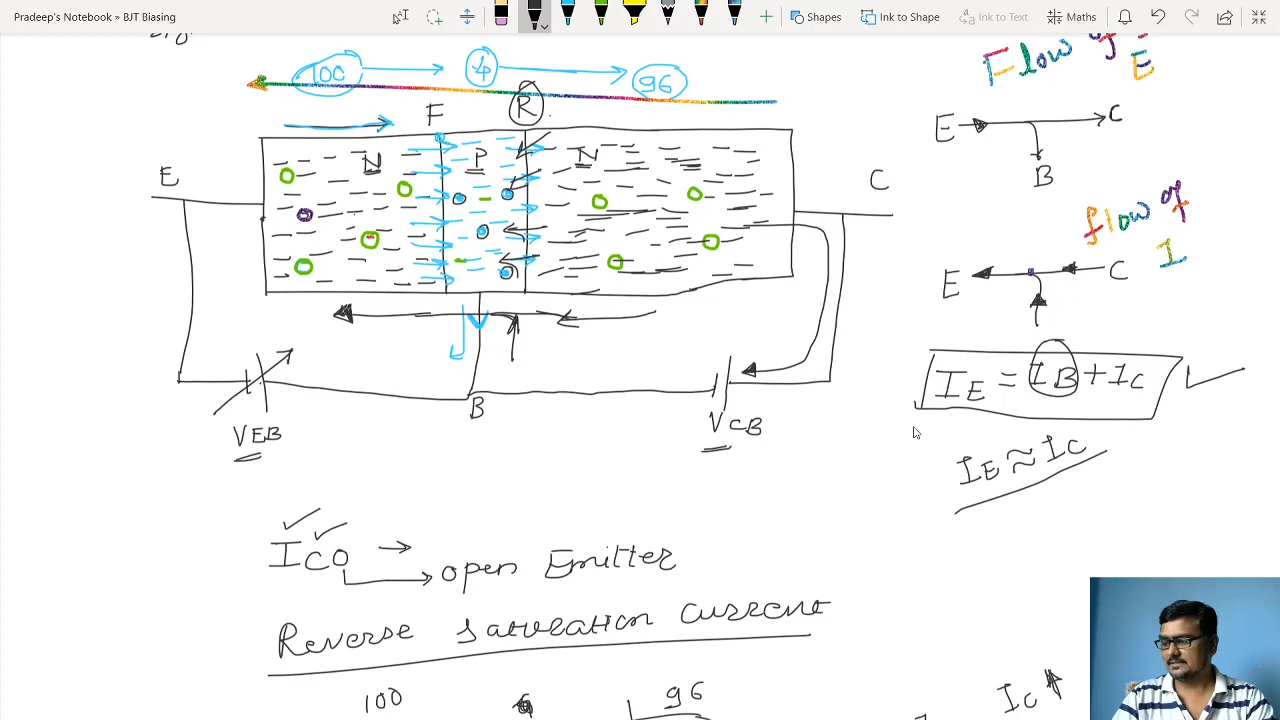 Pradeep's Notebook » BJT Biasing
Shapes
Ink to Shape
Ink to Text
Maths
Flow of
E
100
4
96
F
R
N
P
N
E
C
E
C
B
flow of
I
E
C
B
VEB
VCB
IE = IB + IC
IE ≈ IC
ICO → open Emitter
Reverse Saturation Current
100
96
IC